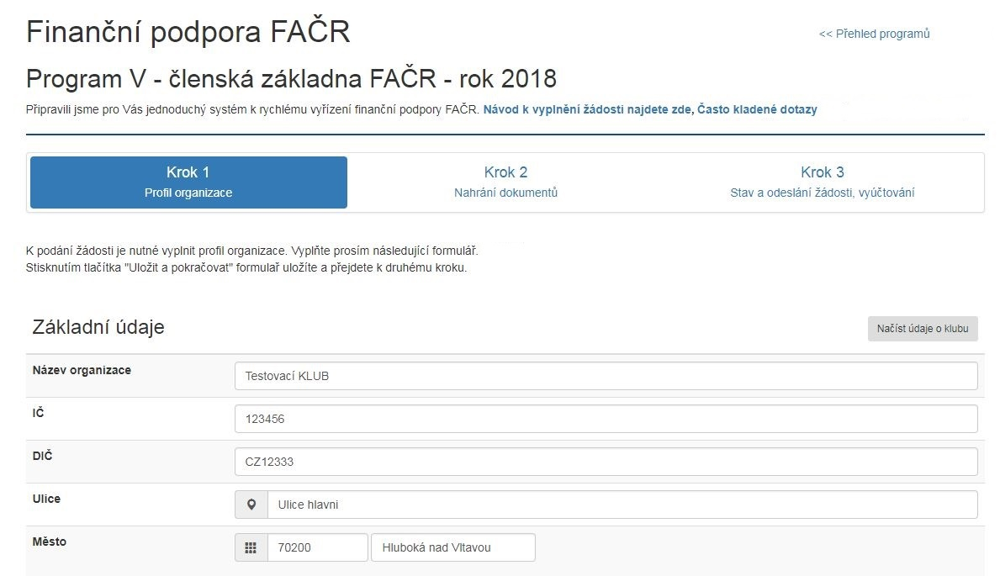 Finanční podpora FAČR
<< Přehled programů
Program V - členská základna FAČR - rok 2018
Připravili jsme pro Vás jednoduchý systém k rychlému vyřízení finanční podpory FAČR. Návod k vyplnění žádosti najdete zde, Často kladené dotazy
Krok 1
Profil organizace
Krok 2
Nahrání dokumentů
Krok 3
Stav a odeslání žádosti, vyúčtování
K podání žádosti je nutné vyplnit profil organizace. Vyplňte prosím následující formulář.
Stisknutím tlačítka "Uložit a pokračovat" formulař uložíte a přejdete k druhému kroku.
Základní údaje
Načíst údaje o klubu
Název organizace
Testovací KLUB
IČ
123456
DIČ
CZ12333
Ulice
Ulice hlavni
Město
70200
Hluboká nad Vltavou